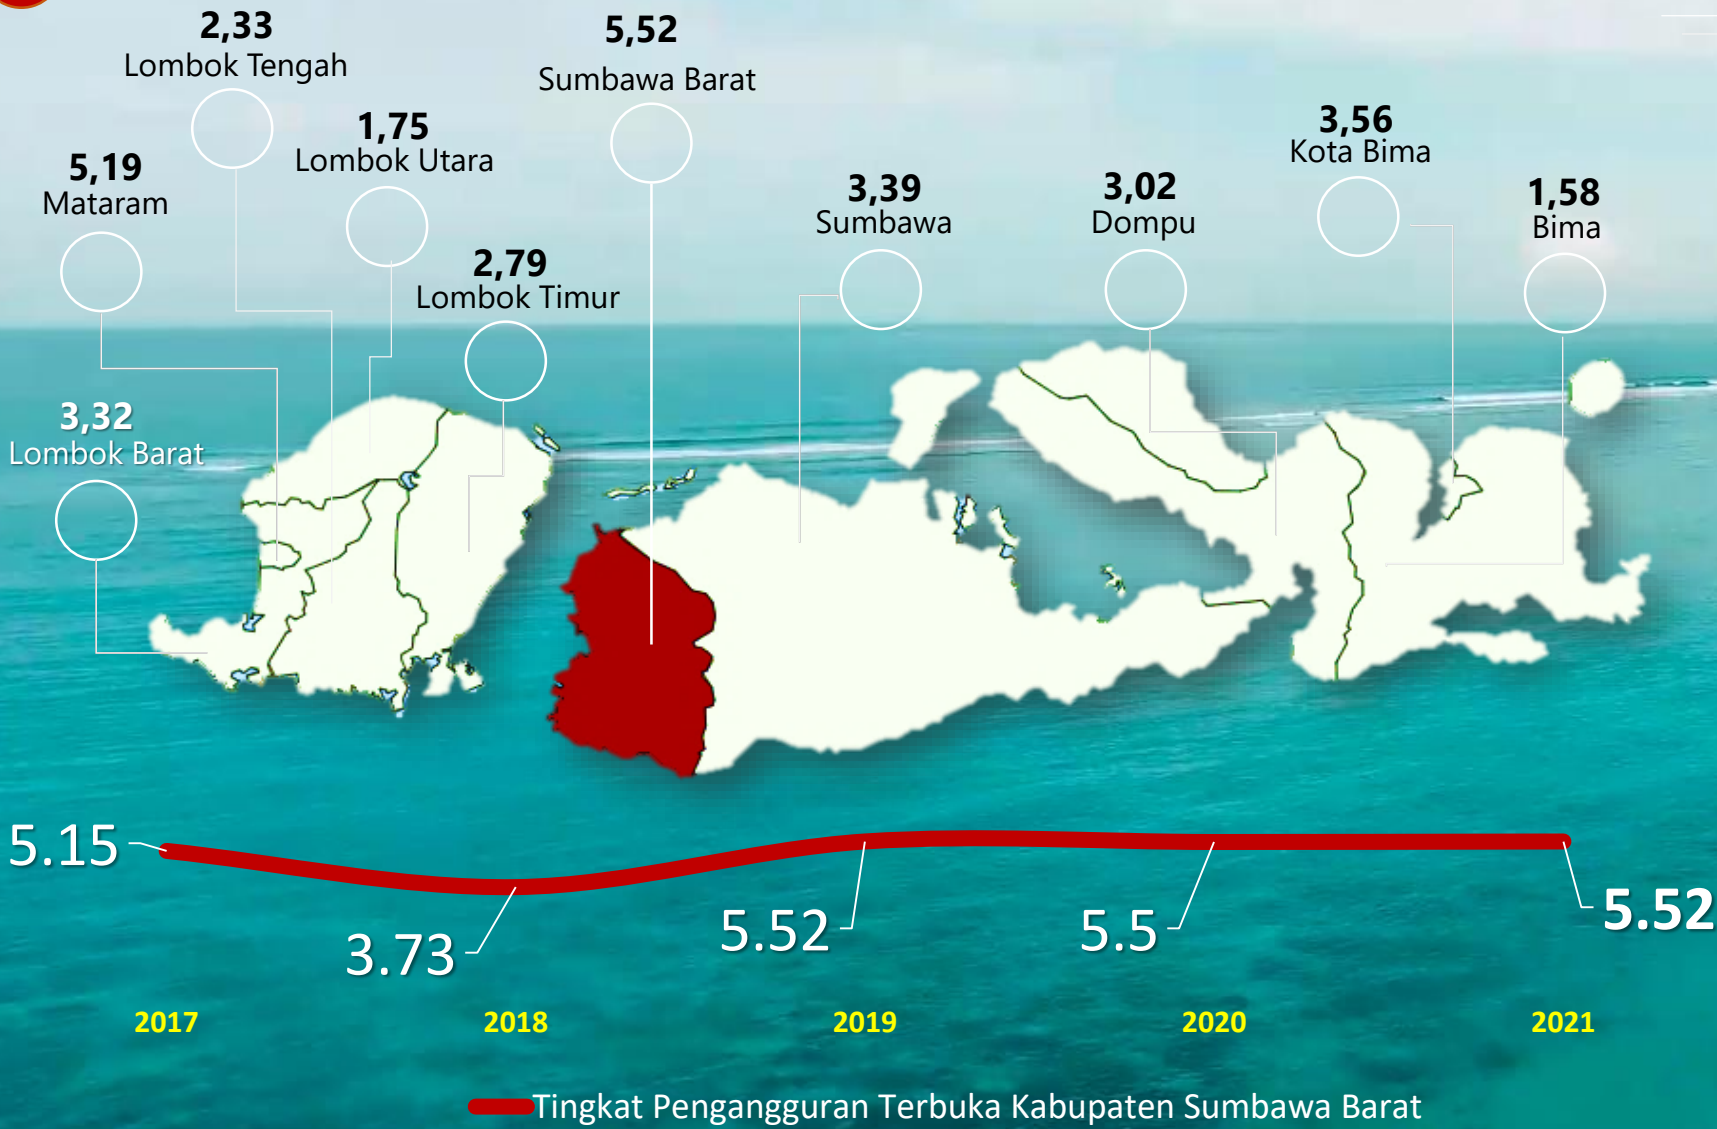 2,33
Lombok Tengah
5,52
Sumbawa Barat
1,75
Lombok Utara
3,56
Kota Bima
5,19
Mataram
3,39
Sumbawa
3,02
Dompu
1,58
Bima
2,79
Lombok Timur
3,32
Lombok Barat
5.15
3.73
5.52
5.5
5.52
2017
2018
2019
2020
2021
Tingkat Pengangguran Terbuka Kabupaten Sumbawa Barat